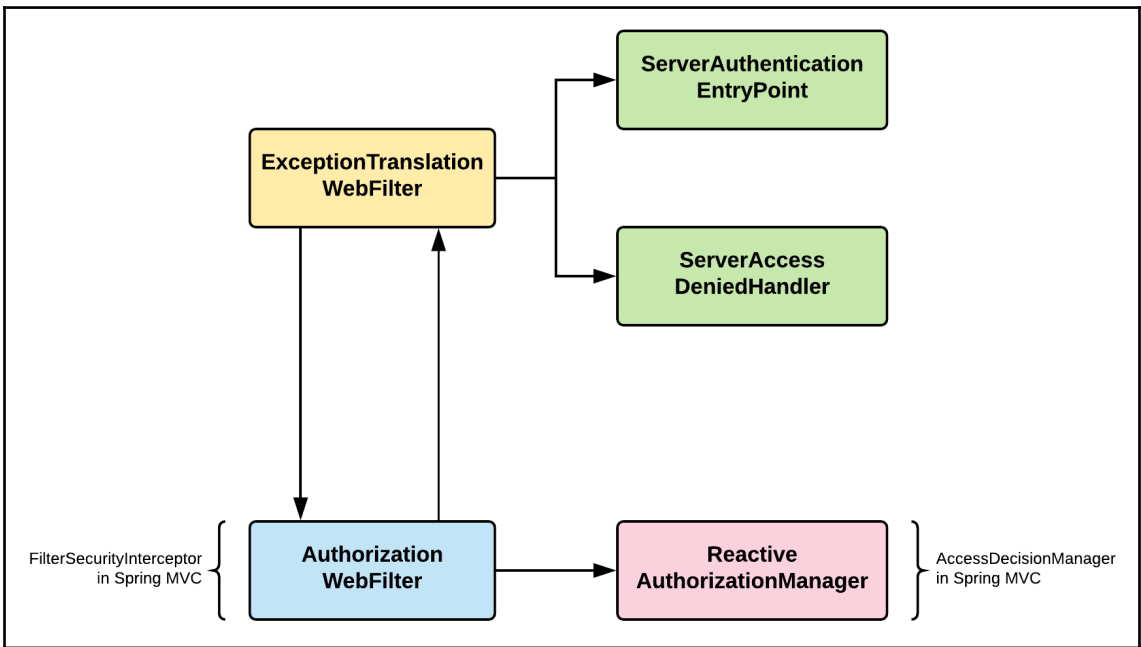 ServerAuthentication
EntryPoint
ExceptionTranslation
WebFilter
ServerAccess
DeniedHandler
FilterSecurityInterceptor
in Spring MVC
Authorization
WebFilter
Reactive
AuthorizationManager
AccessDecisionManager
in Spring MVC